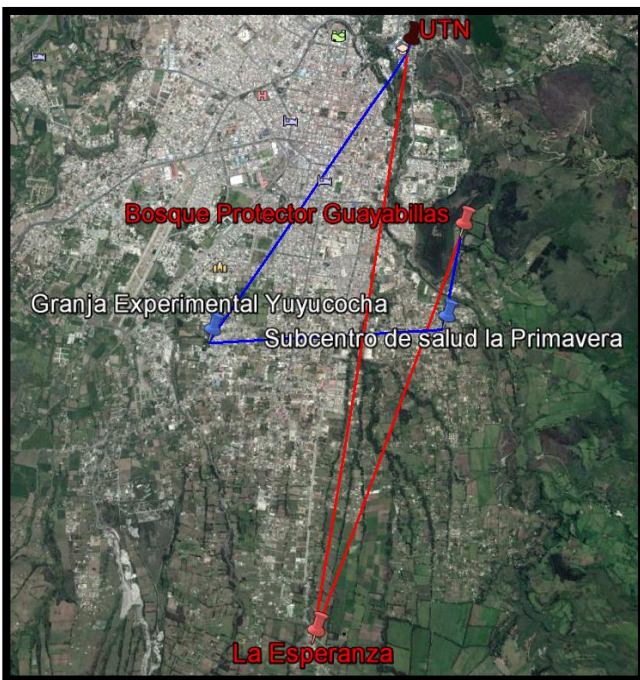 UTN
Bosque Protector Guayabillas
Granja Experimental Yuyucocha
Subcentro de salud la Primavera
La Esperanza